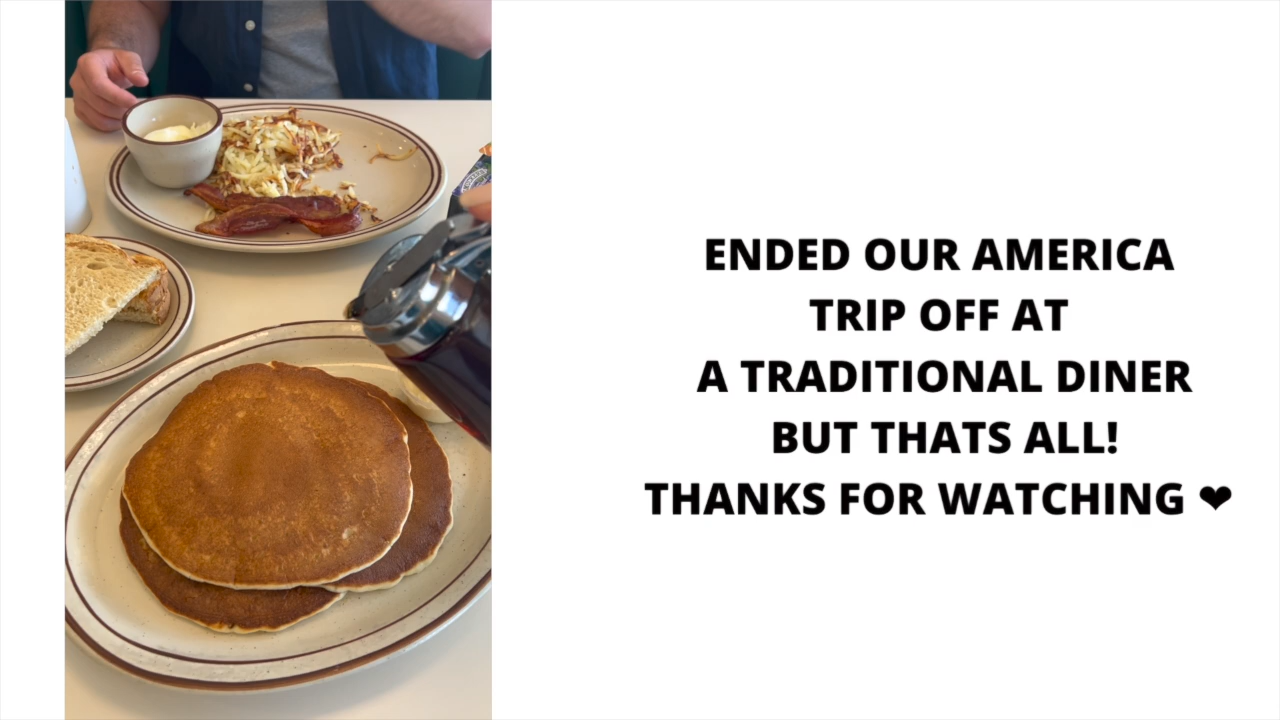 ENDED OUR AMERICA
TRIP OFF AT
A TRADITIONAL DINER
BUT THATS ALL!
THANKS FOR WATCHING ❤